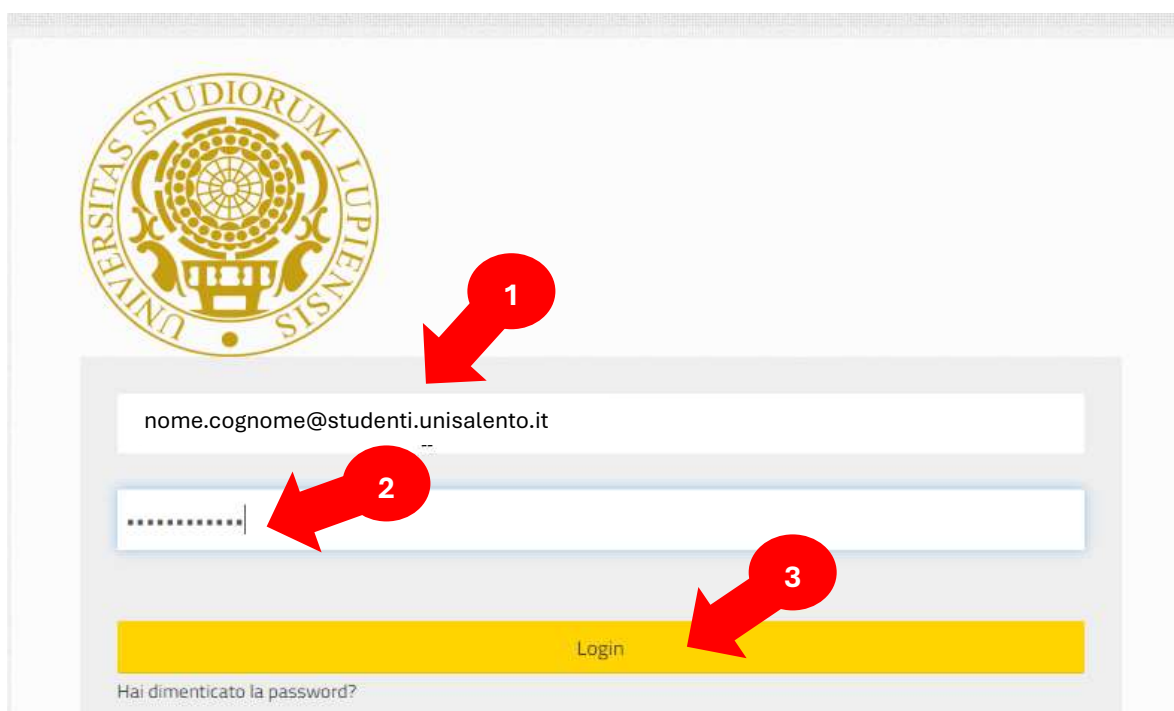 UNIVERSITAS STUDIORUM LUPIENSIS
1
nome.cognome@studenti.unisalento.it
--
2
............
3
Login
Hai dimenticato la password?